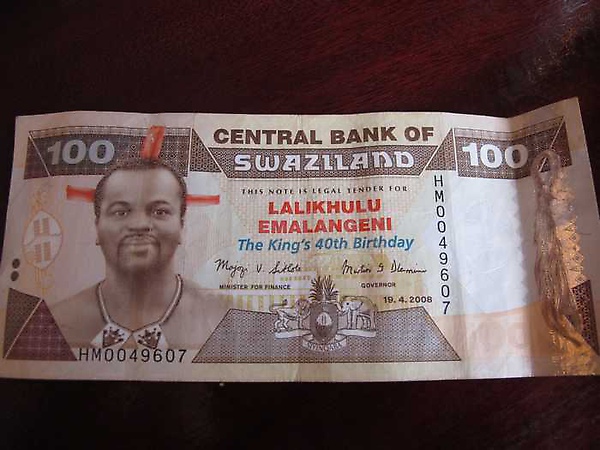 100
CENTRAL BANK OF
SWAZILAND
100
THIS NOTE IS LEGAL TENDER FOR
LALIKHULU
EMALANGENI
The King's 40th Birthday
MINISTER FOR FINANCE
GOVERNOR
19. 4. 2008
HM0049607
HM0049607
100